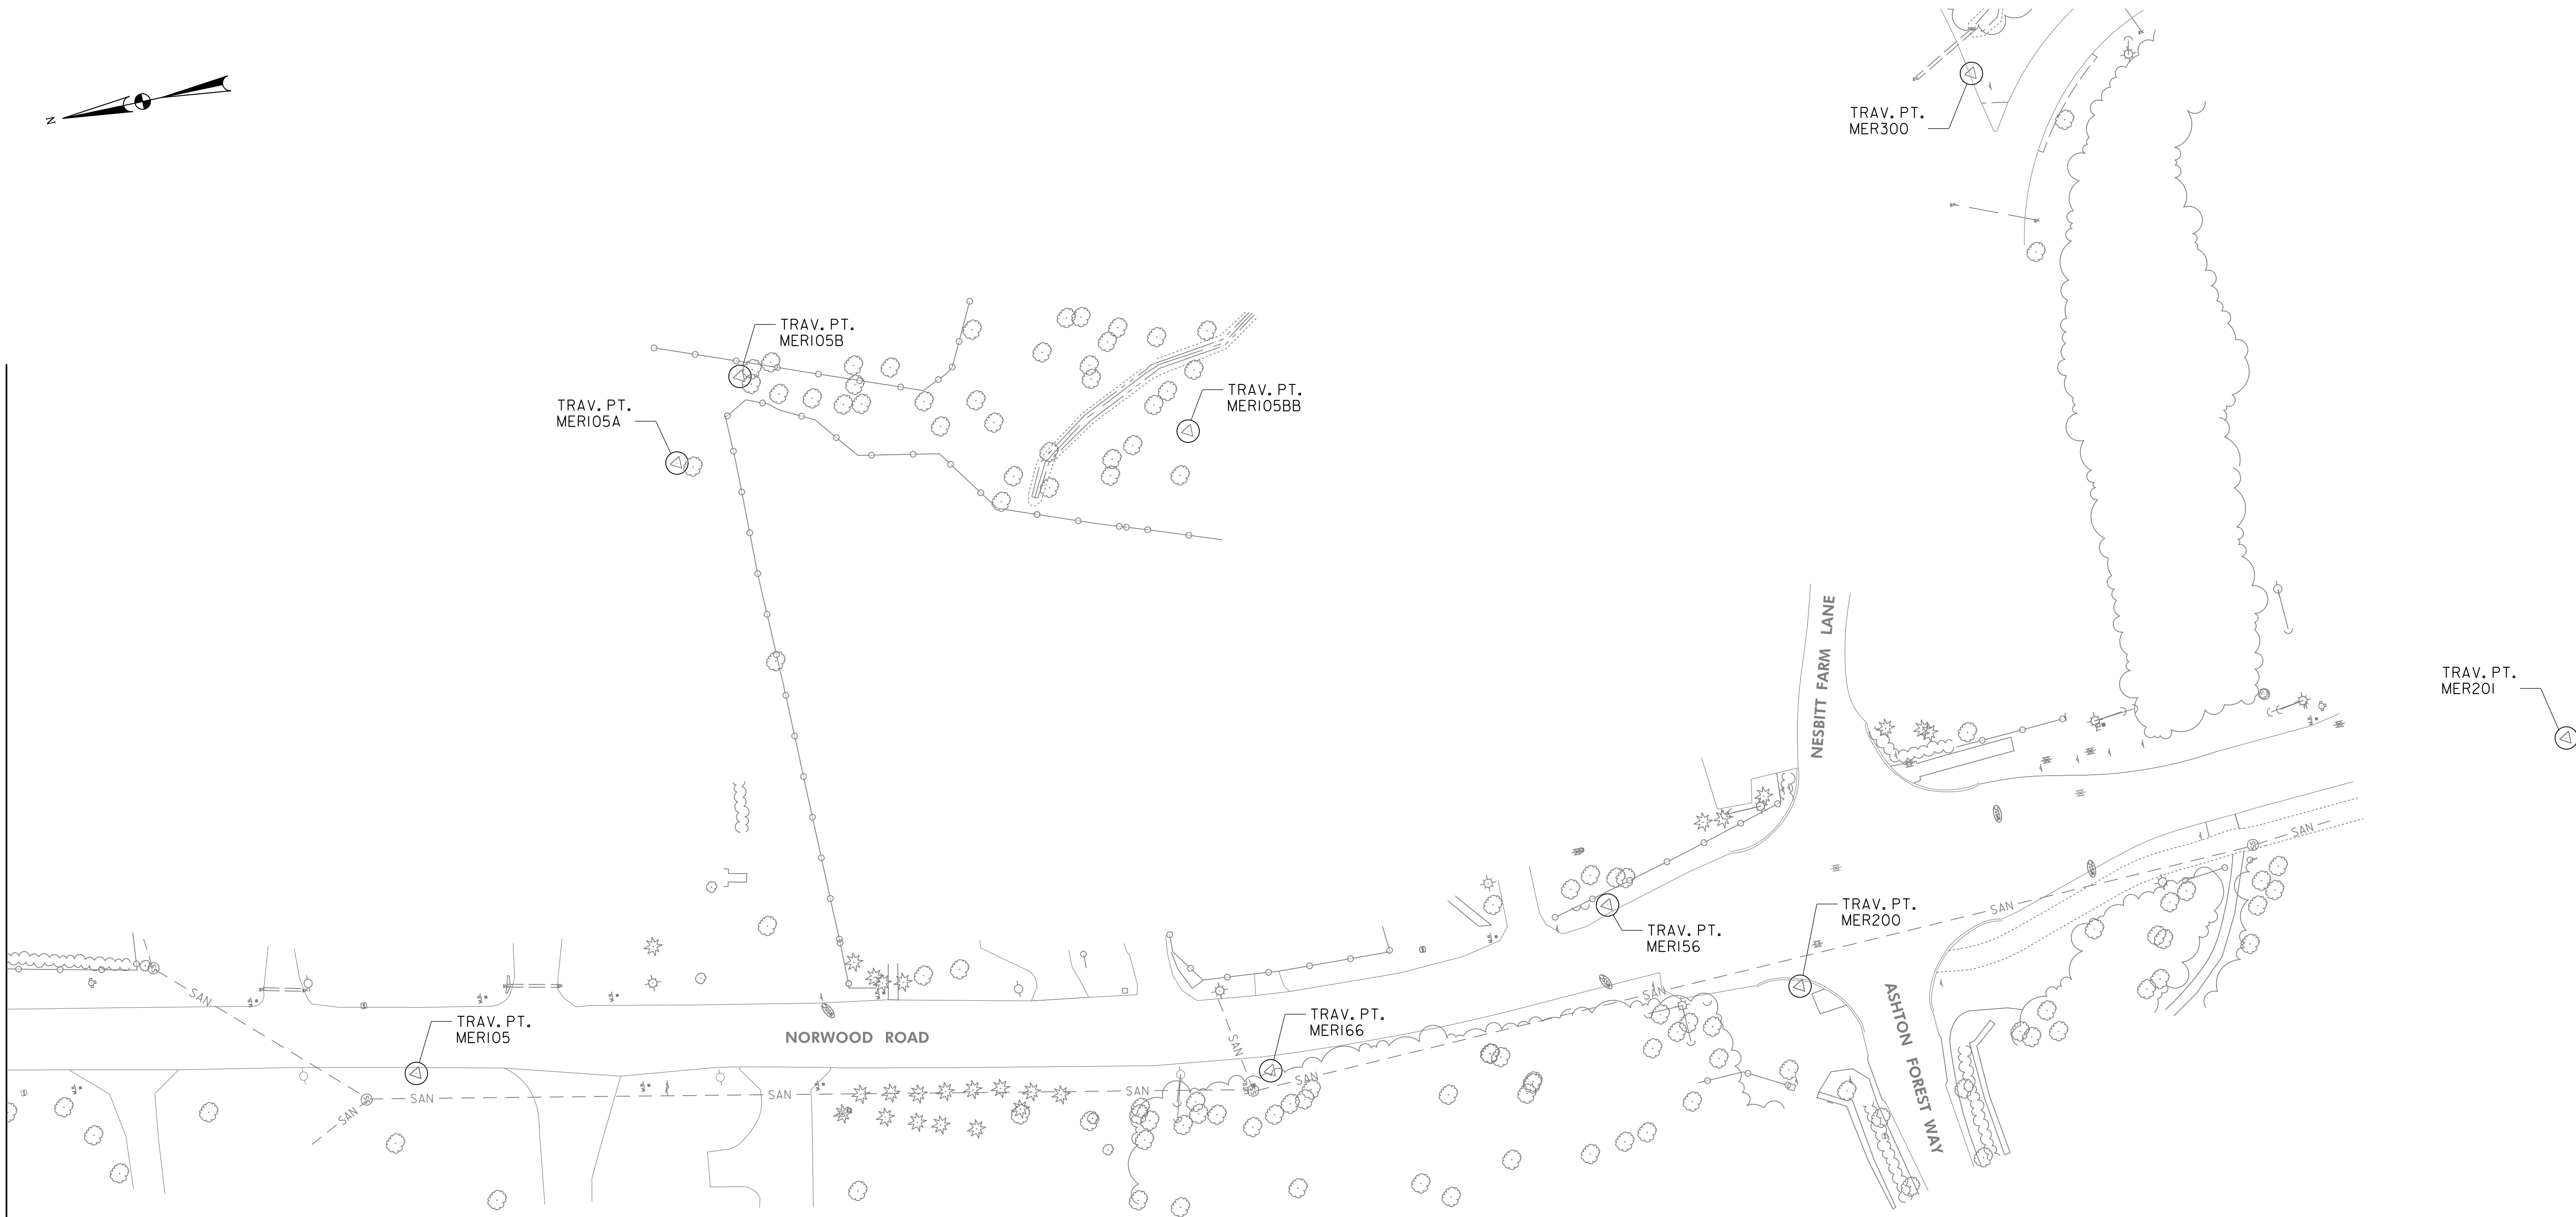 N
TRAV. PT.
MER300
TRAV. PT.
MER105B
TRAV. PT.
MER105BB
TRAV. PT.
MER105A
NESBITT FARM LANE
TRAV. PT.
MER201
TRAV. PT.
MER200
TRAV. PT.
MER156
SAN
SAN
SAN
SAN
TRAV. PT.
MER105
TRAV. PT.
MER166
NORWOOD ROAD
ASHTON FOREST WAY
SAN
SAN
SAN
SAN
SAN
SAN